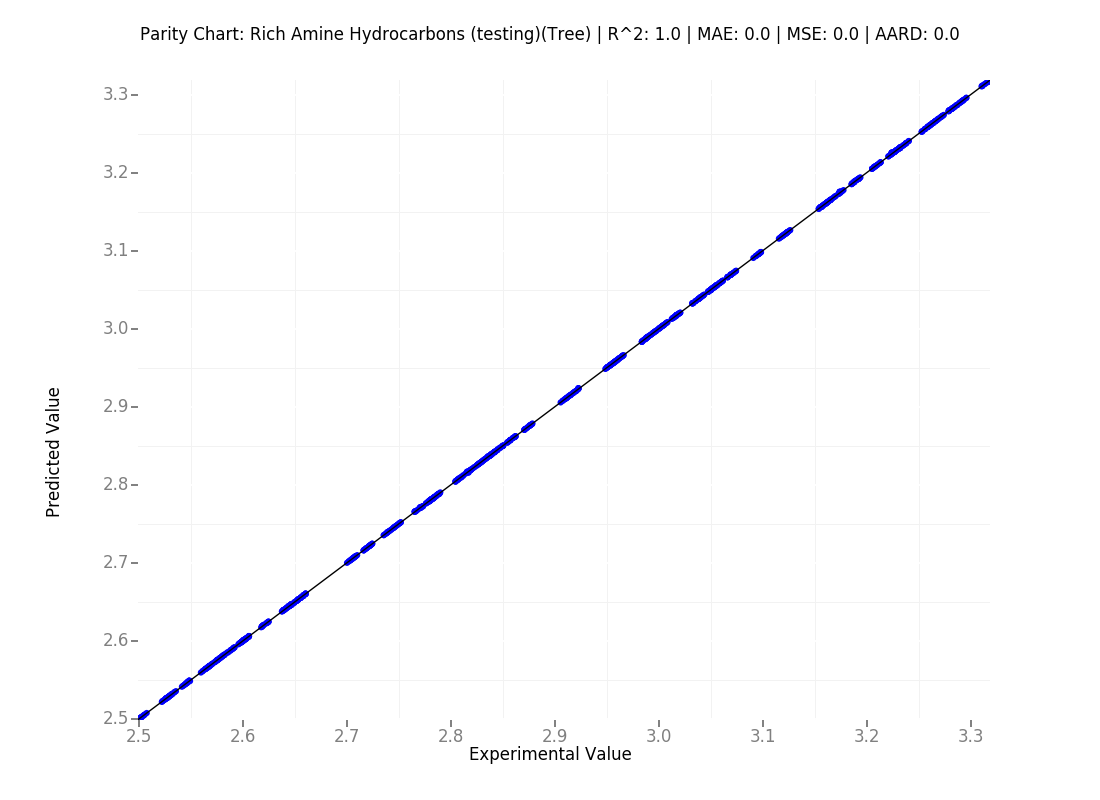 Parity Chart: Rich Amine Hydrocarbons (testing)(Tree) | R^2: 1.0 | MAE: 0.0 | MSE: 0.0 | AARD: 0.0
3.3
3.2
3.1
3.0
2.9
2.8
2.7
2.6
2.5
Predicted Value
2.5 2.6 2.7 2.8 2.9 3.0 3.1 3.2 3.3
Experimental Value